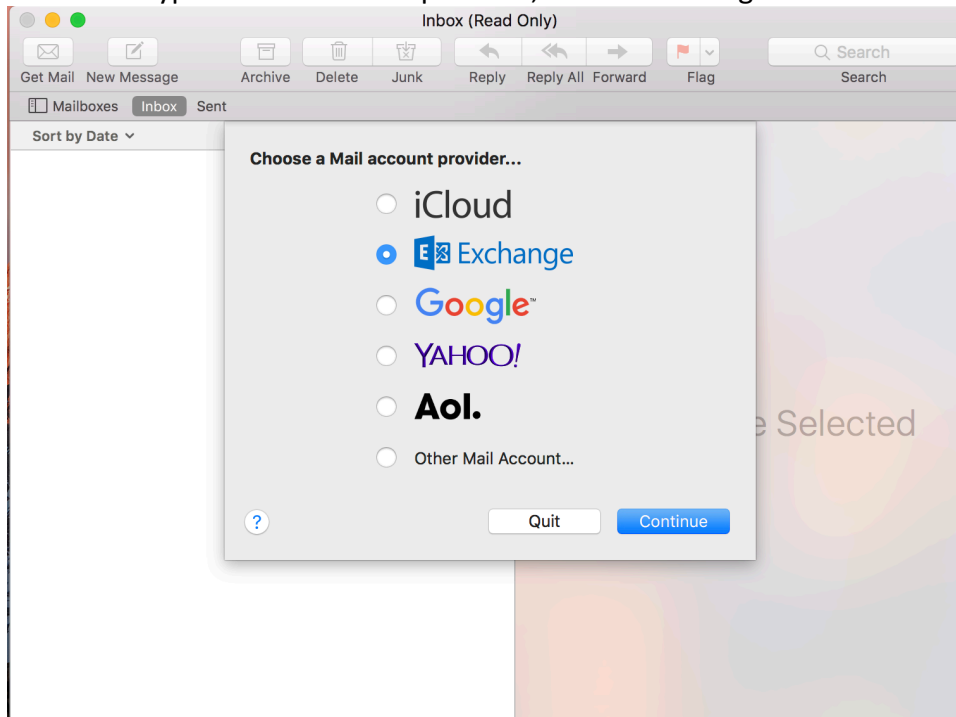 Inbox (Read Only)
Search
Get Mail New Message Archive Delete Junk Reply Reply All Forward Flag Search
Mailboxes Inbox Sent
Sort by Date
Choose a Mail account provider...
iCloud
E Exchange
Google™
YAHOO!
Aol.
e Selected
Other Mail Account...
? Quit Continue